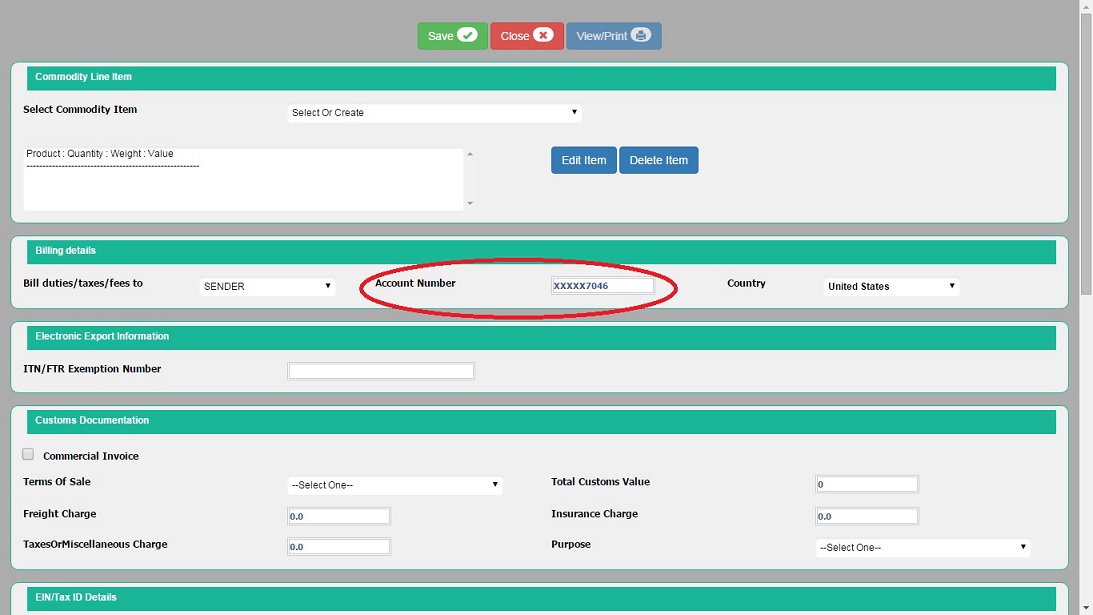 Save Close View/Print
Commodity Line Item
Select Commodity Item Select Or Create
Product : Quantity : Weight : Value
------------------------------------------------------
Edit Item Delete Item
Billing details
Bill duties/taxes/fees to SENDER Account Number XXXXX7046 Country United States
Electronic Export Information
ITN/FTR Exemption Number
Customs Documentation
Commercial Invoice
Terms Of Sale --Select One-- Total Customs Value 0
Freight Charge 0.0 Insurance Charge 0.0
TaxesOrMiscellaneous Charge 0.0 Purpose --Select One--
EIN/Tax ID Details